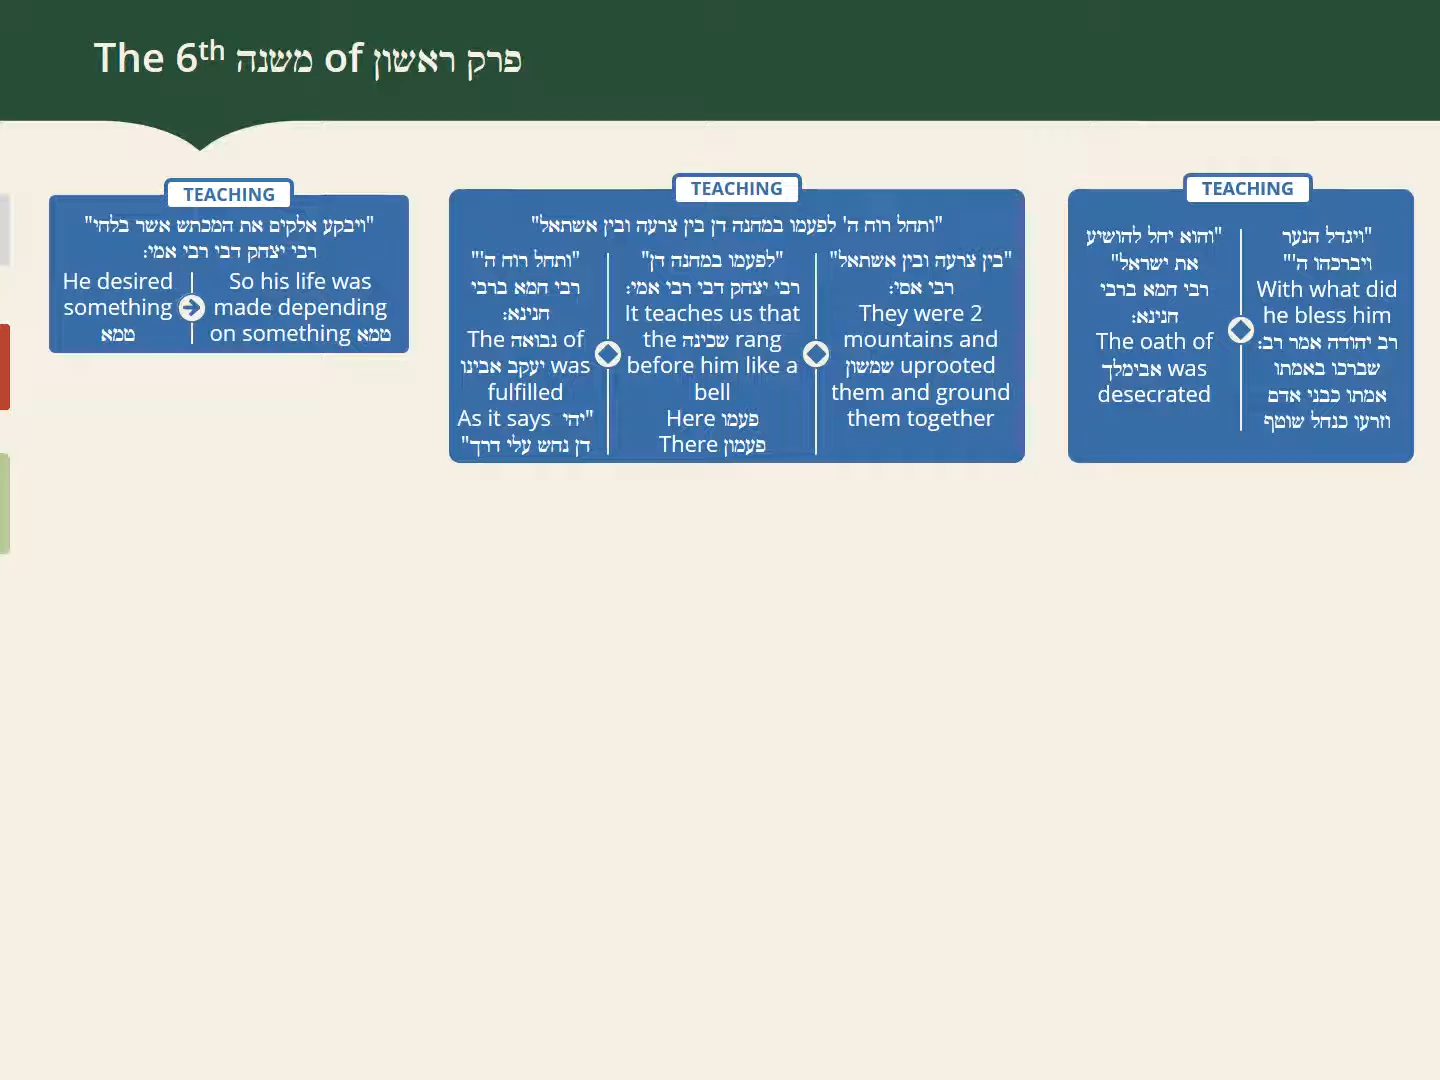 The 6th משנה of פרק ראשון
TEACHING
"ויבקע אלקים את המכתש אשר בלחי"
רבי יצחק דבי רבי אמי:
He desired
something
טמא
So his life was
made depending
on something טמא
TEACHING
"ותחל רוח ה' לפעמו במחנה דן בין צרעה ובין אשתאל"
"ותחל רוח ה'"
רבי חמא ברבי
חנינא:
The נבואה of
יעקב אבינו was
fulfilled
As it says "יהי
דן נחש עלי דרך"
"לפעמו במחנה דן"
רבי יצחק דבי רבי אמי:
It teaches us that
the שכינה rang
before him like a
bell
Here פעמו
There פעמון
"בין צרעה ובין אשתאל"
רבי אסי:
They were 2
mountains and
שמשון uprooted
them and ground
them together
TEACHING
"והוא יחל להושיע
את ישראל"
רבי חמא ברבי
חנינא:
The oath of
אבימלך was
desecrated
"ויגדל הנער
ויברכהו ה'"
With what did
he bless him
רב יהודה אמר רב:
שברכו באמתו
אמתו כבני אדם
וזרעו כנחל שוטף